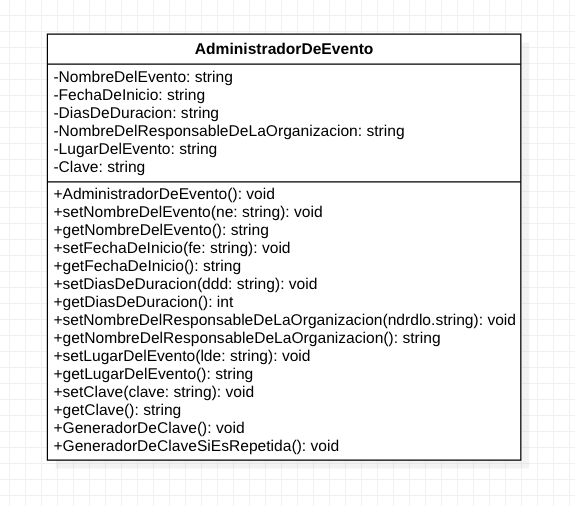 AdministradorDeEvento
-NombreDelEvento: string
-FechaDeInicio: string
-DiasDeDuracion: string
-NombreDelResponsableDeLaOrganizacion: string
-LugarDelEvento: string
-Clave: string
+AdministradorDeEvento(): void
+setNombreDelEvento(ne: string): void
+getNombreDelEvento(): string
+setFechaDeInicio(fe: string): void
+getFechaDeInicio(): string
+setDiasDeDuracion(ddd: string): void
+getDiasDeDuracion(): int
+setNombreDelResponsableDeLaOrganizacion(ndrdlo.string): void
+getNombreDelResponsableDeLaOrganizacion(): string
+setLugarDelEvento(lde: string): void
+getLugarDelEvento(): string
+setClave(clave: string): void
+getClave(): string
+GeneradorDeClave(): void
+GeneradorDeClaveSiEsRepetida(): void